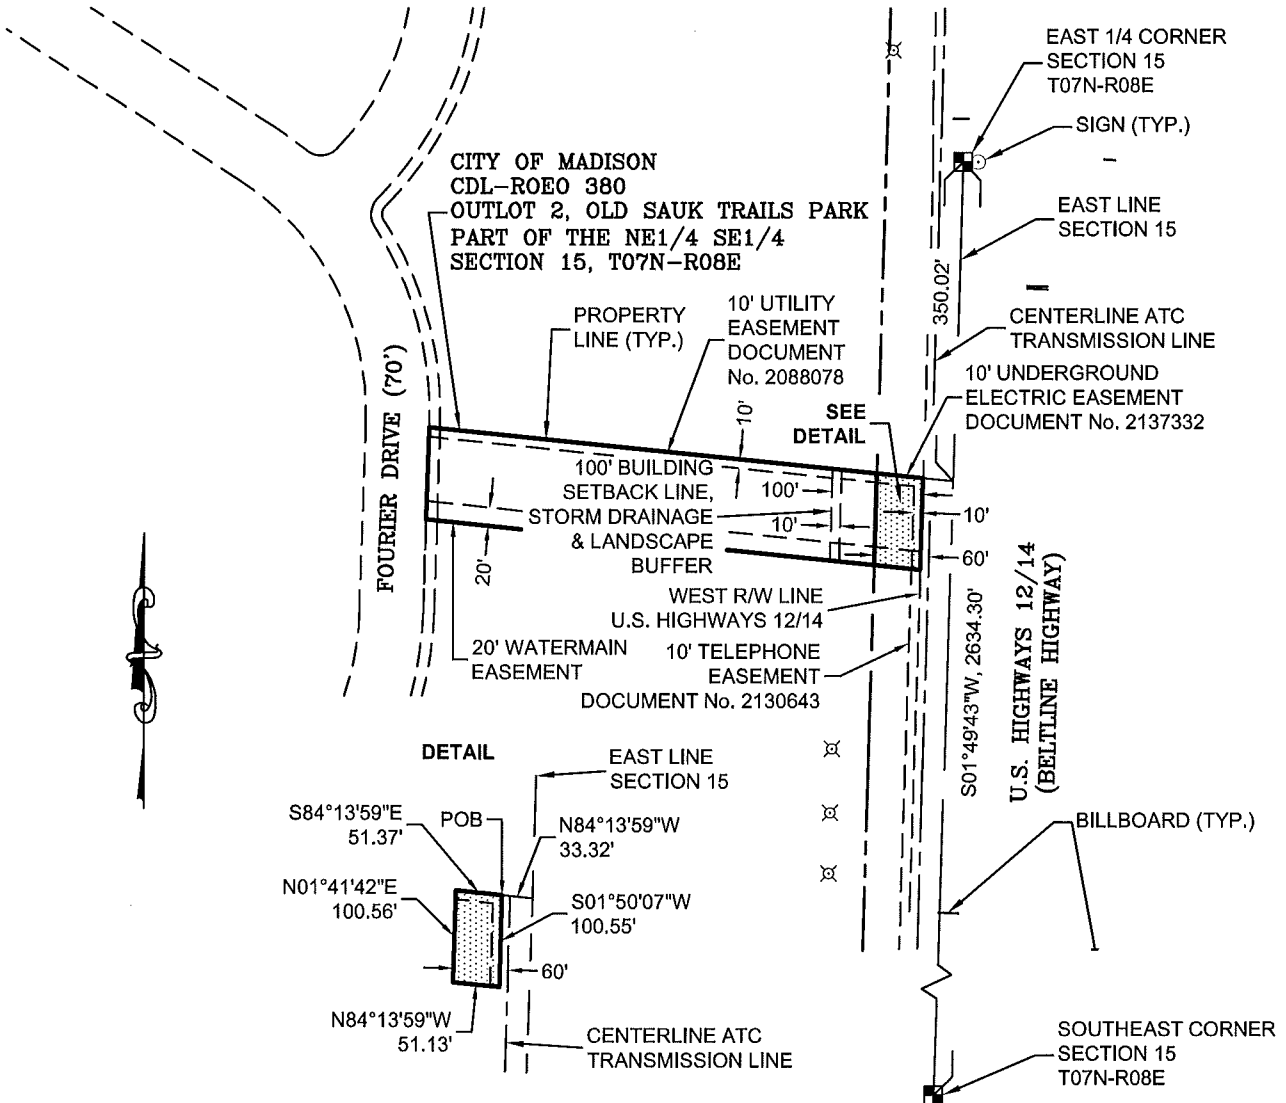 EAST 1/4 CORNER
SECTION 15
T07N-R08E
SIGN (TYP.)
CITY OF MADISON
CDL-ROEO 380
OUTLOT 2, OLD SAUK TRAILS PARK
PART OF THE NE1/4 SE1/4
SECTION 15, T07N-R08E
EAST LINE
SECTION 15
350.02'
PROPERTY
LINE (TYP.)
10' UTILITY
EASEMENT
DOCUMENT
No. 2088078
CENTERLINE ATC
TRANSMISSION LINE
10' UNDERGROUND
ELECTRIC EASEMENT
DOCUMENT No. 2137332
FOURIER DRIVE (70')
10'
SEE
DETAIL
100' BUILDING
SETBACK LINE,
STORM DRAINAGE
& LANDSCAPE
BUFFER
100'
10'
10'
60'
20'
WEST R/W LINE
U.S. HIGHWAYS 12/14
20' WATERMAIN
EASEMENT
10' TELEPHONE
EASEMENT
DOCUMENT No. 2130643
S01°49'43"W, 2634.30'
U.S. HIGHWAYS 12/14
(BELTLINE HIGHWAY)
DETAIL
EAST LINE
SECTION 15
S84°13'59"E
51.37'
POB
N84°13'59"W
33.32'
BILLBOARD (TYP.)
N01°41'42"E
100.56'
S01°50'07"W
100.55'
60'
N84°13'59"W
51.13'
CENTERLINE ATC
TRANSMISSION LINE
SOUTHEAST CORNER
SECTION 15
T07N-R08E